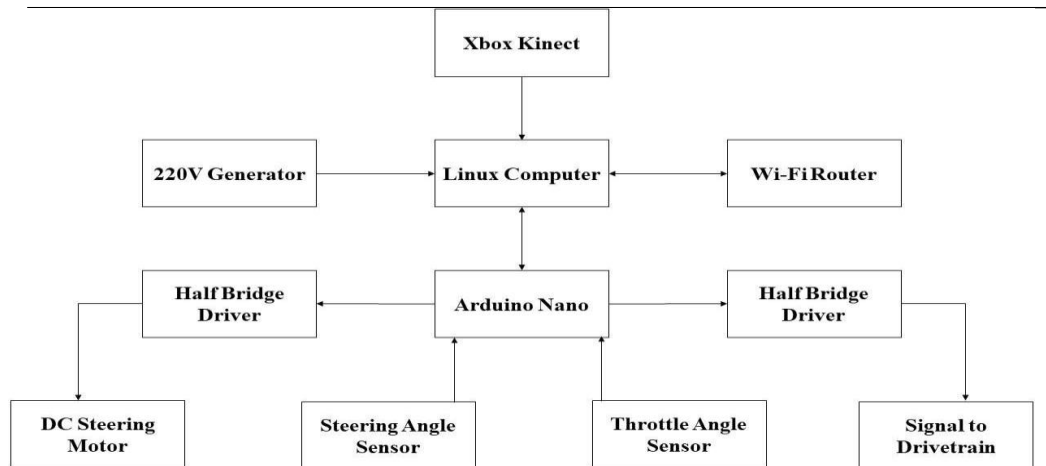 Xbox Kinect
220V Generator
Linux Computer
Wi-Fi Router
Half Bridge
Driver
Arduino Nano
Half Bridge
Driver
DC Steering
Motor
Steering Angle
Sensor
Throttle Angle
Sensor
Signal to
Drivetrain